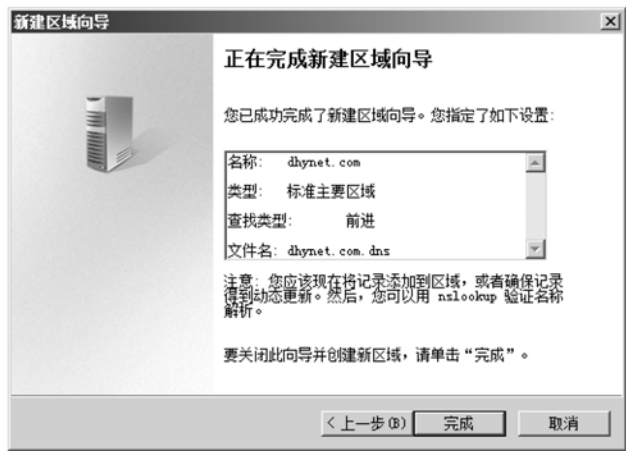 新建区域向导
正在完成新建区域向导
您已成功完成了新建区域向导。您指定了如下设置:
名称: dhynet.com
类型: 标准主要区域
查找类型: 前进
文件名: dhynet.com.dns
注意: 您应该现在将记录添加到区域，或者确保记录
得到动态更新。然后，您可以用 nslookup 验证名称
解析。
要关闭此向导并创建新区域，请单击“完成”。
< 上一步(B)
完成
取消